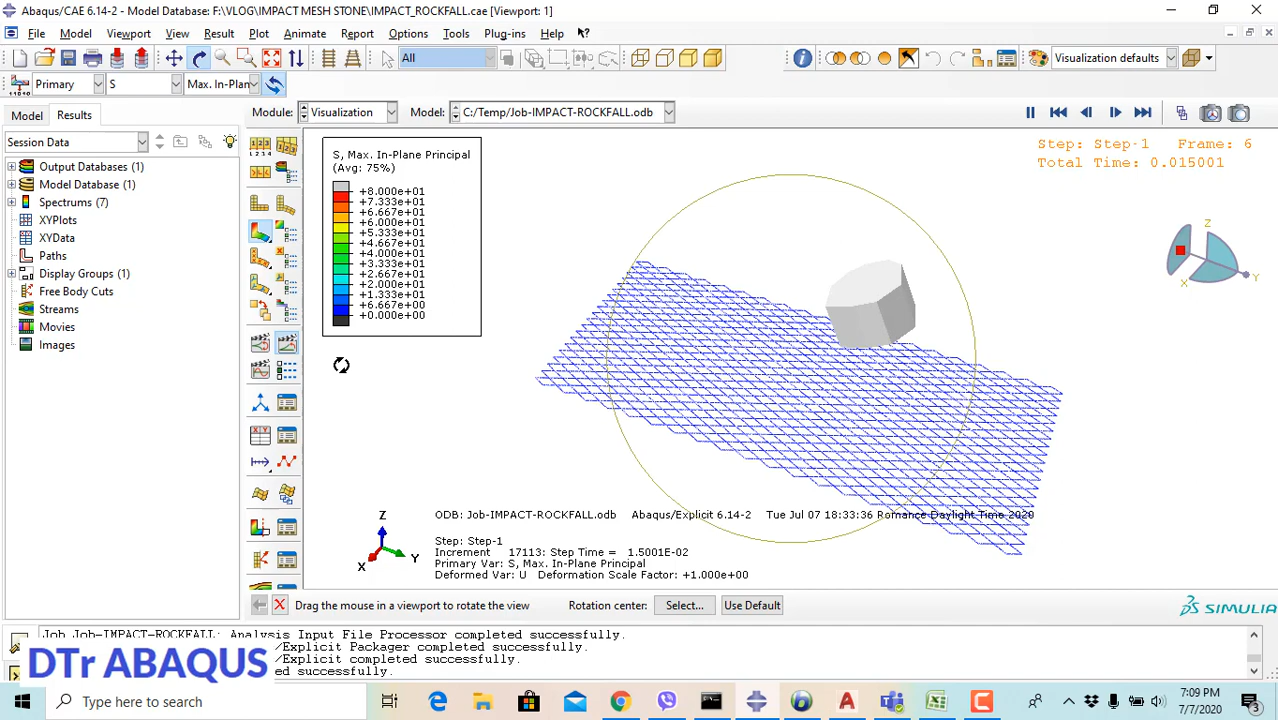 Abaqus/CAE 6.14-2 - Model Database: F:\VLOG\IMPACT MESH STONE\IMPACT_ROCKFALL.cae [Viewport: 1]
File Model Viewport View Result Plot Animate Report Options Tools Plug-ins Help
All
Visualization defaults
Primary S Max. In-Plan
Model Results
Module: Visualization Model: C:/Temp/Job-IMPACT-ROCKFALL.odb
Session Data
Output Databases (1)
Model Database (1)
Spectrums (7)
XYPlots
XYData
Paths
Display Groups (1)
Free Body Cuts
Streams
Movies
Images
S, Max. In-Plane Principal
(Avg: 75%)
+8.000e+01
+7.333e+01
+6.667e+01
+6.000e+01
+5.333e+01
+4.667e+01
+4.000e+01
+3.333e+01
+2.667e+01
+2.000e+01
+1.333e+01
+6.667e+00
+0.000e+00
Step: Step-1 Frame: 6
Total Time: 0.015001
Z
X
Y
Z
Y
X
ODB: Job-IMPACT-ROCKFALL.odb Abaqus/Explicit 6.14-2 Tue Jul 07 18:33:36 Romance Daylight Time 2020
Step: Step-1
Increment 17113: Step Time = 1.5001E-02
Primary Var: S, Max. In-Plane Principal
Deformed Var: U Deformation Scale Factor: +1.000e+00
Drag the mouse in a viewport to rotate the view Rotation center: Select... Use Default
SIMULIA
Job Job-IMPACT-ROCKFALL: Analysis Input File Processor completed successfully.
/Explicit Packager completed successfully.
/Explicit completed successfully.
ed successfully.
DTr ABAQUS
Type here to search
7:09 PM
7/7/2020
3